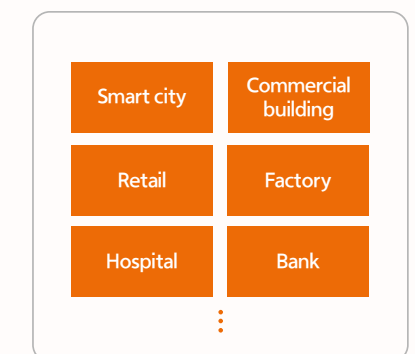 Smart city
Commercial
building
Retail
Factory
Hospital
Bank